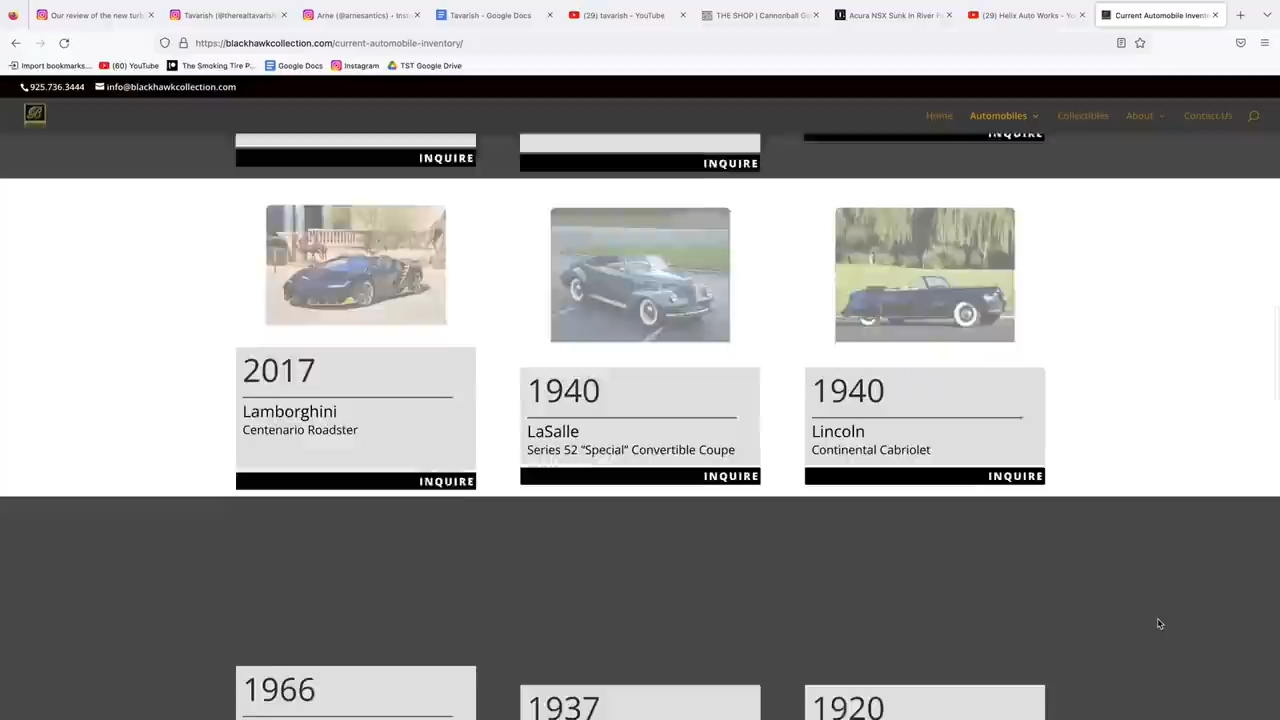 Our review of the new turb
Tavarish (@therealtavaris
Arne (@arnesantics) • Inst
Tavarish - Google Docs
(29) tavarish - YouTube
THE SHOP | Cannonball Ga
Acura NSX Sunk In River F
(29) Helix Auto Works - Yo
Current Automobile Invent
https://blackhawkcollection.com/current-automobile-inventory/
Import bookmarks...
(60) YouTube
The Smoking Tire P...
Google Docs
Instagram
TST Google Drive
925.736.3444
info@blackhawkcollection.com
Home
Automobiles
Collectibles
About
Contact Us
INQUIRE
INQUIRE
INQUIRE
2017
Lamborghini
Centenario Roadster
INQUIRE
1940
LaSalle
Series 52 “Special” Convertible Coupe
INQUIRE
1940
Lincoln
Continental Cabriolet
INQUIRE
1966
1937
1920